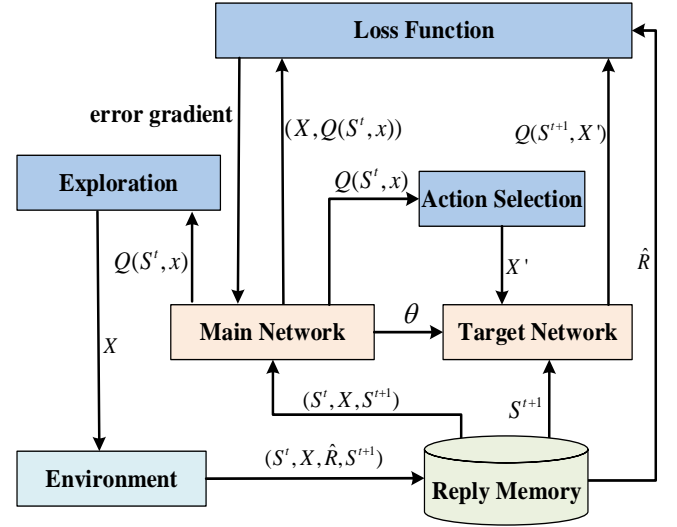 Loss Function
error gradient
(X, Q(S^t, x))
Q(S^{t+1}, X')
Exploration
Q(S^t, x)
Action Selection
Q(S^t, x)
X'
R̂
X
Main Network
θ
Target Network
(S^t, X, S^{t+1})
S^{t+1}
Environment
(S^t, X, R̂, S^{t+1})
Reply Memory